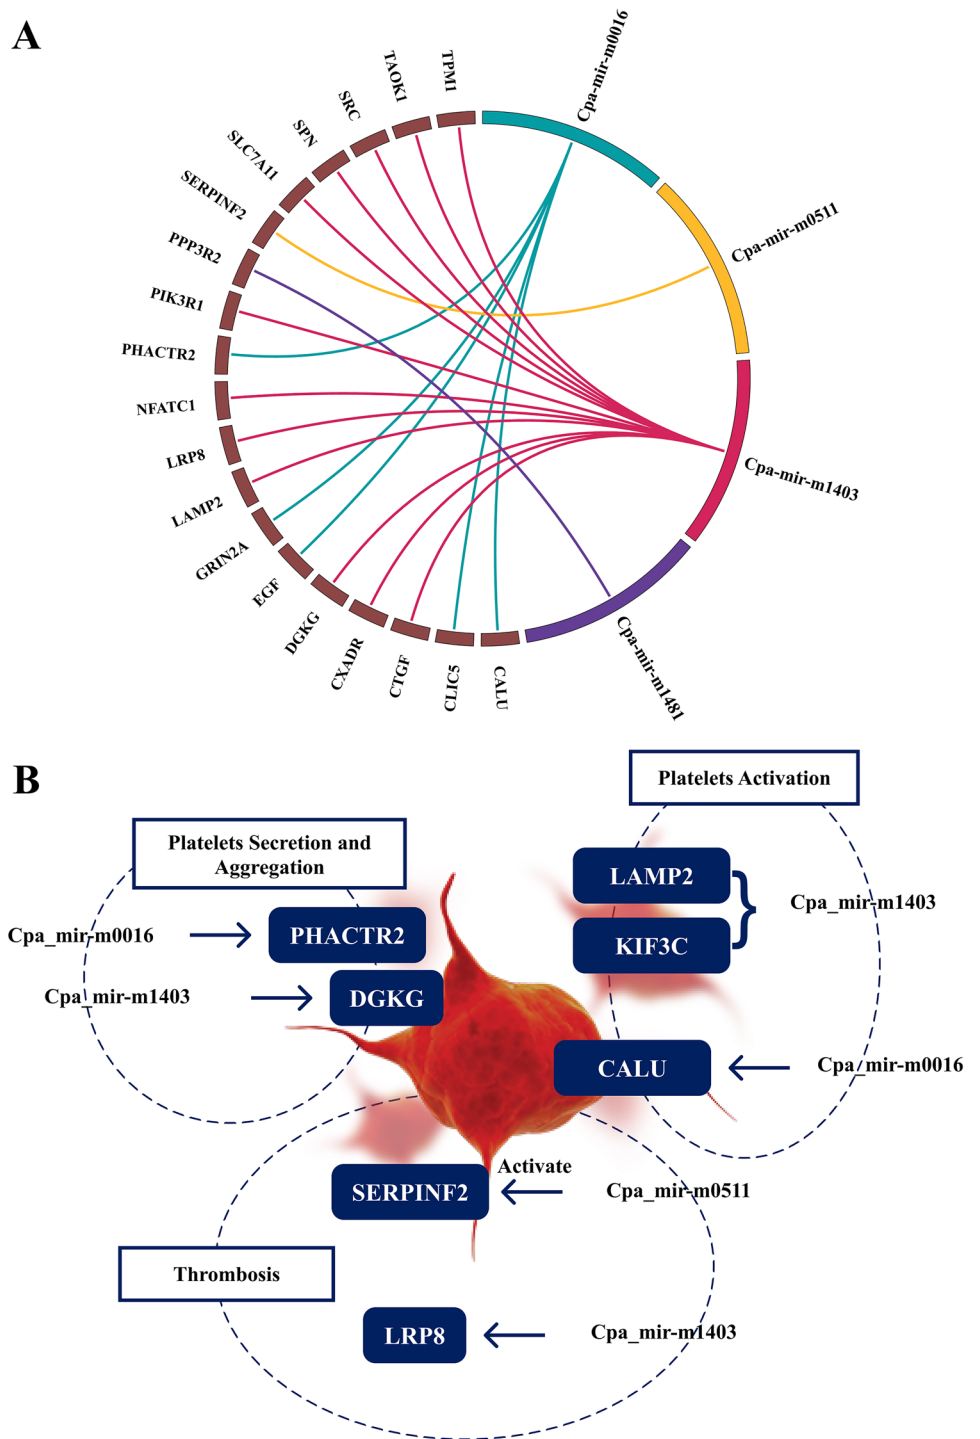 A
Cpa-mir-m0016
Cpa-mir-m0511
Cpa-mir-m1403
Cpa-mir-m1481
TPM1
TAOK1
SRC
SPN
SLC7A11
SERPINF2
PPP3R2
PIK3R1
PHACTR2
NFATC1
LRP8
LAMP2
GRIN2A
EGF
DGKG
CXADR
CTGF
CLIC5
CALU
B
Platelets Activation
Platelets Secretion and
Aggregation
LAMP2
KIF3C
Cpa_mir-m1403
Cpa_mir-m0016
PHACTR2
Cpa_mir-m1403
DGKG
CALU
Cpa_mir-m0016
Activate
SERPINF2
Cpa_mir-m0511
Thrombosis
LRP8
Cpa_mir-m1403